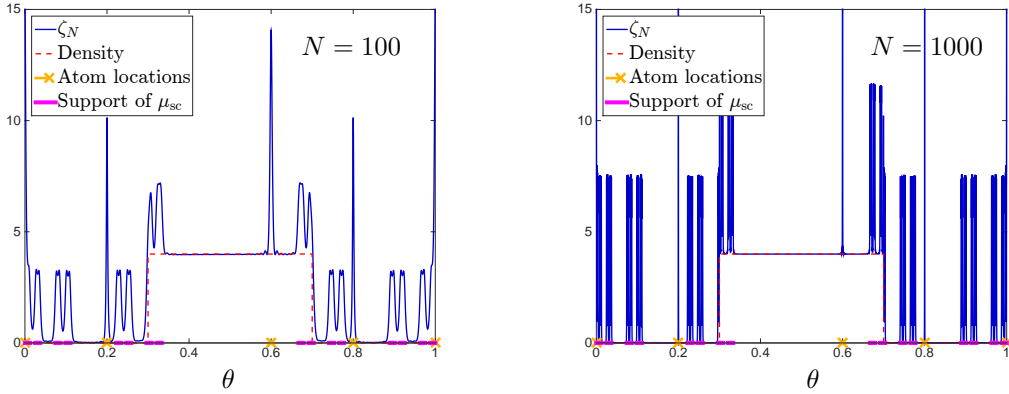 15
10
5
0
ζ_N
Density
Atom locations
Support of μ_sc
N = 100
0
0.2
0.4
0.6
0.8
1
θ
15
10
5
0
ζ_N
Density
Atom locations
Support of μ_sc
N = 1000
0
0.2
0.4
0.6
0.8
1
θ